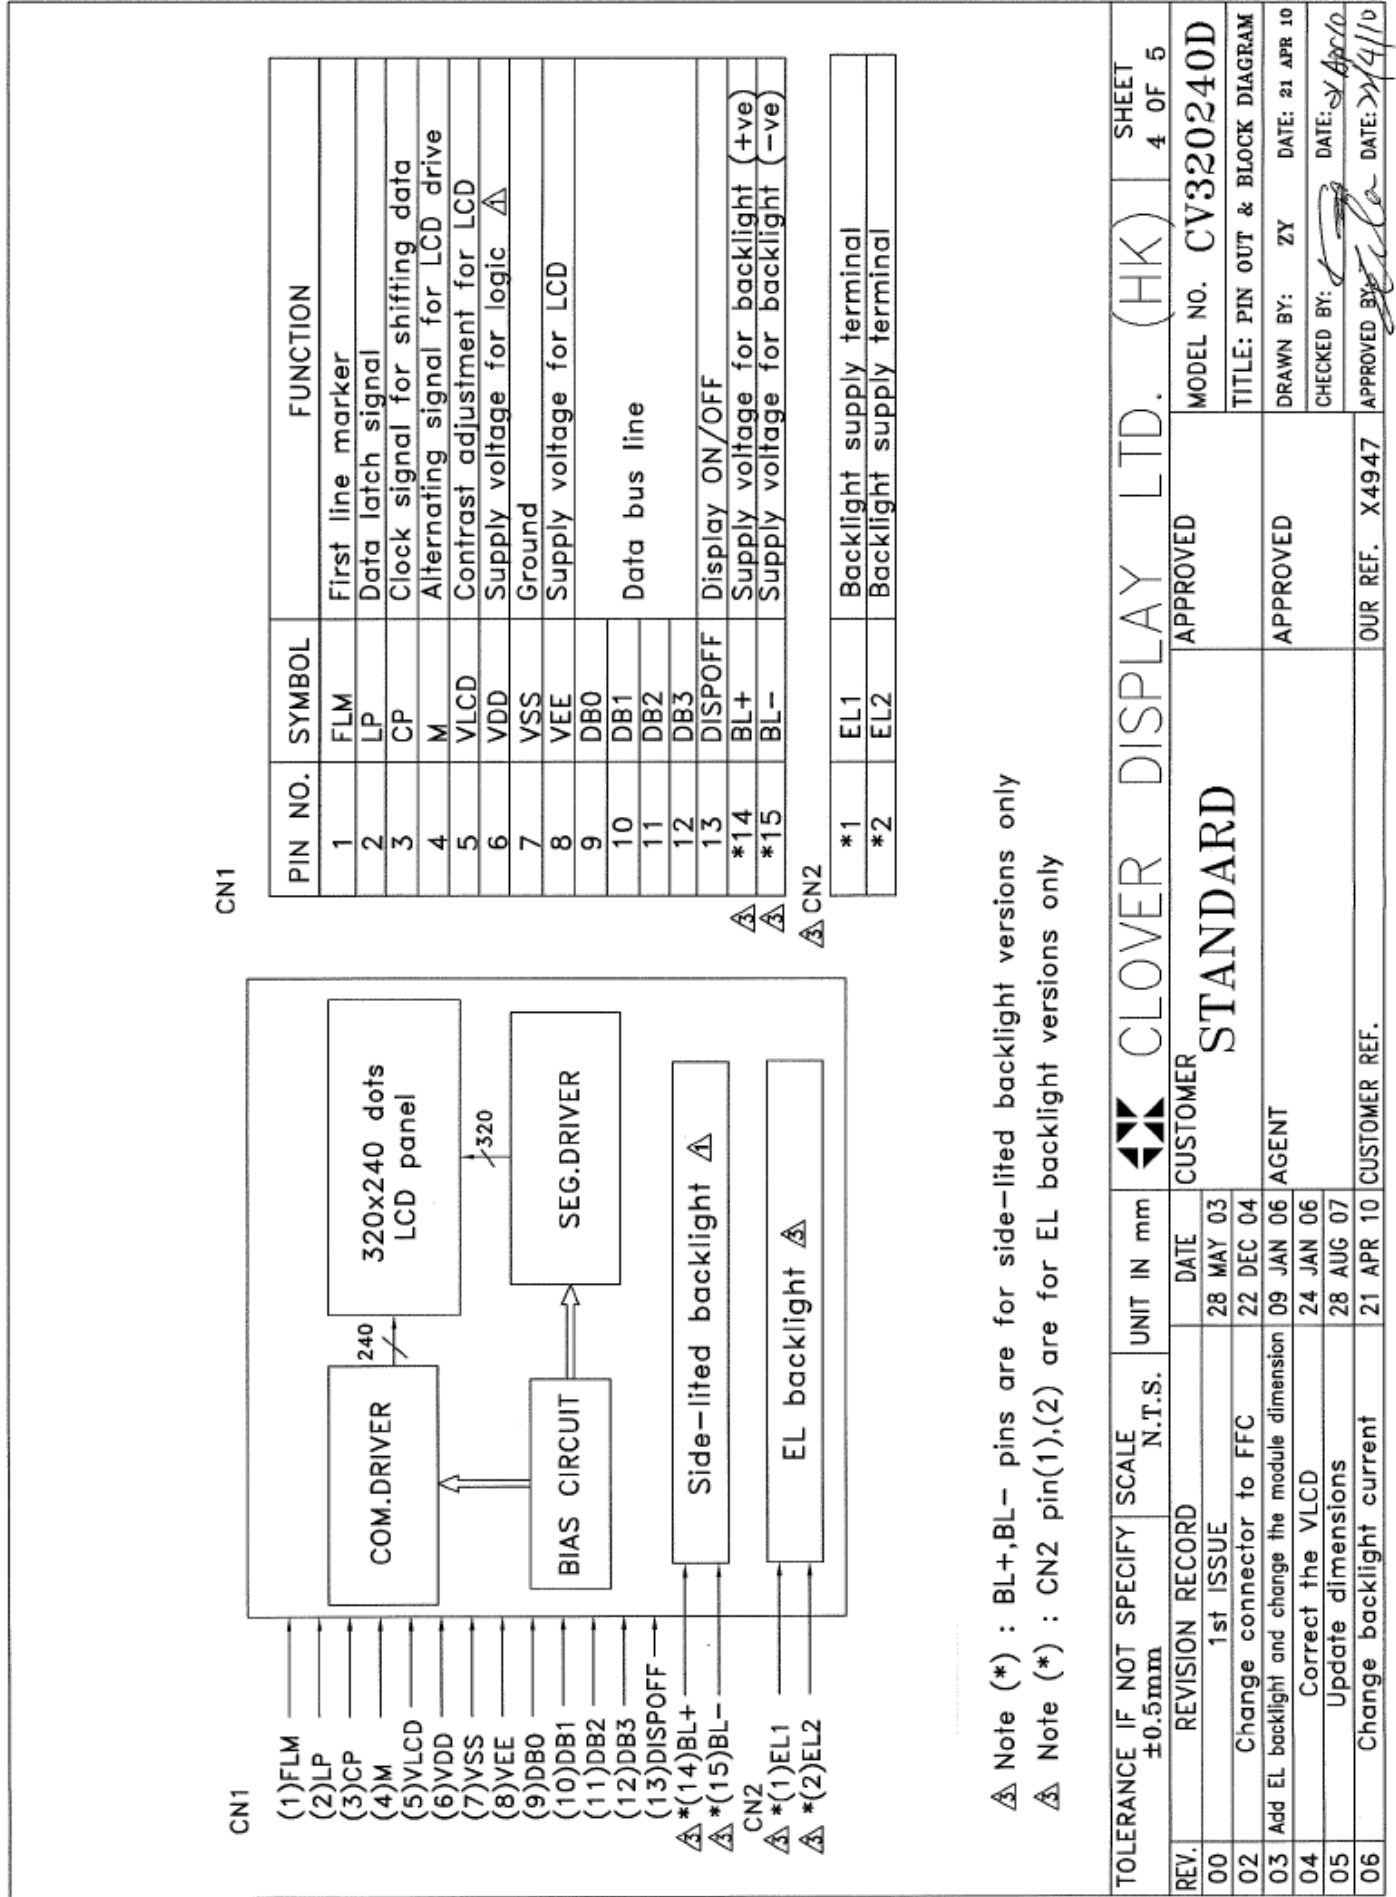 CN1
(1)FLM
(2)LP
(3)CP
(4)M
(5)VLCD
(6)VDD
(7)VSS
(8)VEE
(9)DB0
(10)DB1
(11)DB2
(12)DB3
(13)DISPOFF
3 *(14)BL+
3 *(15)BL-
CN2
3 *(1)EL1
3 *(2)EL2
COM.DRIVER
240
320x240 dots
LCD panel
BIAS CIRCUIT
SEG.DRIVER
320
Side-lited backlight 1
EL backlight 3
CN1
PIN NO. SYMBOL FUNCTION
1 FLM First line marker
2 LP Data latch signal
3 CP Clock signal for shifting data
4 M Alternating signal for LCD drive
5 VLCD Contrast adjustment for LCD
6 VDD Supply voltage for logic 1
7 VSS Ground
8 VEE Supply voltage for LCD
9 DB0
10 DB1 Data bus line
11 DB2
12 DB3
13 DISPOFF Display ON/OFF
3 *14 BL+ Supply voltage for backlight (+ve)
3 *15 BL- Supply voltage for backlight (-ve)
3 CN2
*1 EL1 Backlight supply terminal
*2 EL2 Backlight supply terminal
3 Note (*) : BL+,BL- pins are for side-lited backlight versions only
3 Note (*) : CN2 pin(1),(2) are for EL backlight versions only
TOLERANCE IF NOT SPECIFY
±0.5mm
SCALE
N.T.S.
UNIT IN mm
CLOVER DISPLAY LTD. (HK)
SHEET
4 OF 5
REV. REVISION RECORD DATE
00 1st ISSUE 28 MAY 03
02 Change connector to FFC 22 DEC 04
03 Add EL backlight and change the module dimension 09 JAN 06
04 Correct the VLCD 24 JAN 06
05 Update dimensions 28 AUG 07
06 Change backlight current 21 APR 10
CUSTOMER
STANDARD
AGENT
CUSTOMER REF.
APPROVED
APPROVED
OUR REF. X4947
MODEL NO. CV320240D
TITLE: PIN OUT & BLOCK DIAGRAM
DRAWN BY: ZY DATE: 21 APR 10
CHECKED BY: DATE:
APPROVED BY: DATE: